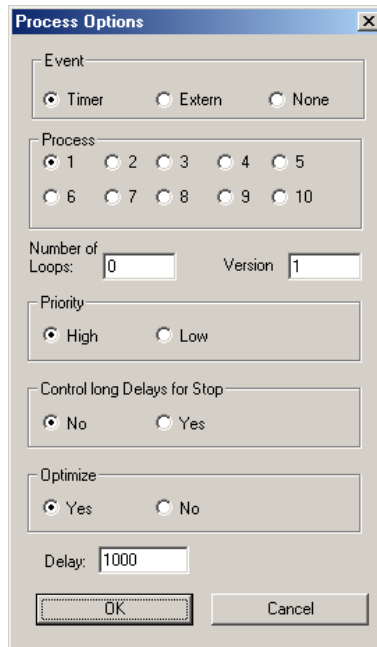 Process Options
Event
Timer Extern None
Process
1 2 3 4 5
6 7 8 9 10
Number of
Loops: 0 Version 1
Priority
High Low
Control long Delays for Stop
No Yes
Optimize
Yes No
Delay: 1000
OK Cancel